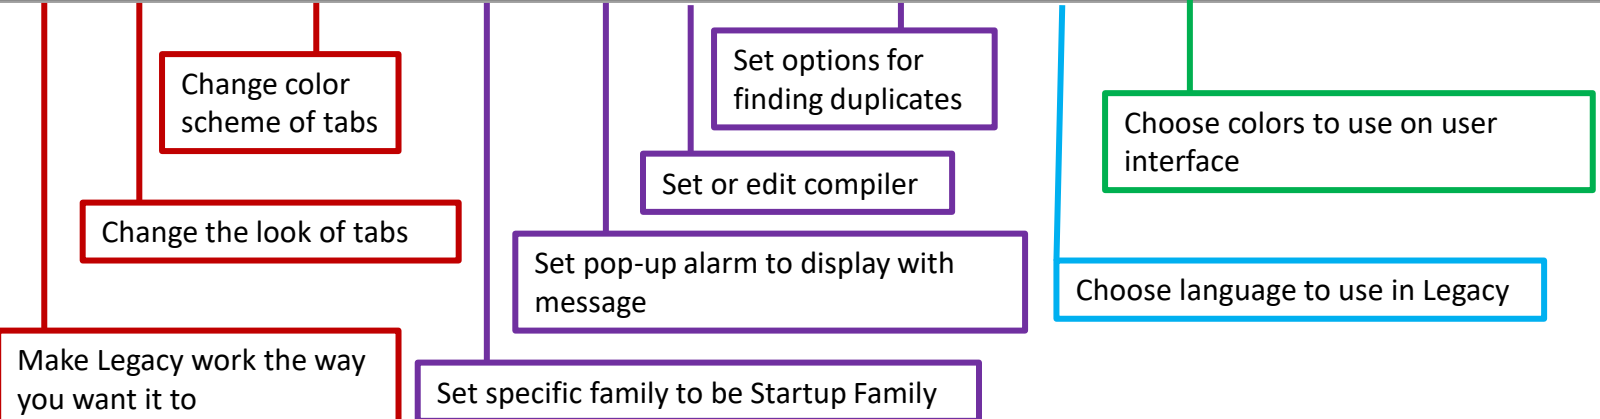 Change color
scheme of tabs
Change the look of tabs
Make Legacy work the way
you want it to
Set options for
finding duplicates
Set or edit compiler
Set pop-up alarm to display with
message
Set specific family to be Startup Family
Choose colors to use on user
interface
Choose language to use in Legacy